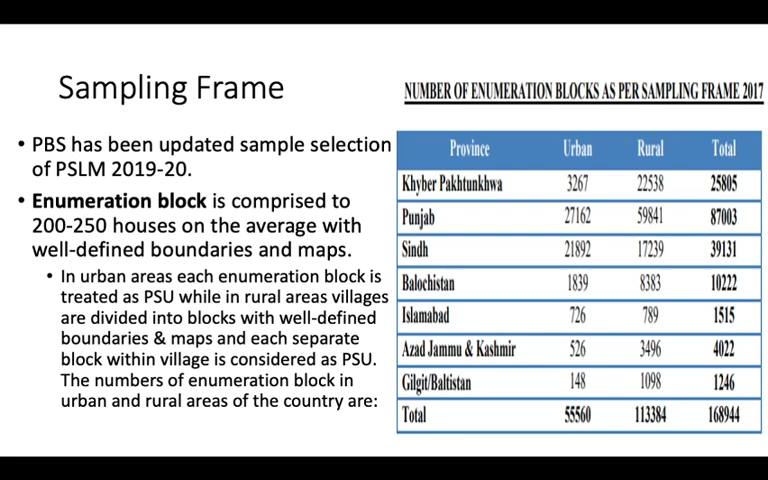 Sampling Frame
• PBS has been updated sample selection
of PSLM 2019-20.
• Enumeration block is comprised to
200-250 houses on the average with
well-defined boundaries and maps.
• In urban areas each enumeration block is
treated as PSU while in rural areas villages
are divided into blocks with well-defined
boundaries & maps and each separate
block within village is considered as PSU.
The numbers of enumeration block in
urban and rural areas of the country are:
NUMBER OF ENUMERATION BLOCKS AS PER SAMPLING FRAME 2017
Province Urban Rural Total
Khyber Pakhtunkhwa 3267 22538 25805
Punjab 27162 59841 87003
Sindh 21892 17239 39131
Balochistan 1839 8383 10222
Islamabad 726 789 1515
Azad Jammu & Kashmir 526 3496 4022
Gilgit/Baltistan 148 1098 1246
Total 55560 113384 168944